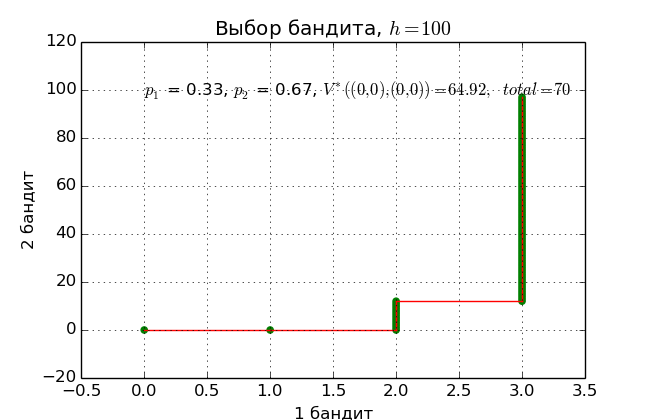 Выбор бандита, h=100
120
100
80
60
40
20
0
−20
p₁ = 0.33, p₂ = 0.67, V*((0,0),(0,0))=64.92, total=70
2 бандит
−0.5 0.0 0.5 1.0 1.5 2.0 2.5 3.0 3.5
1 бандит